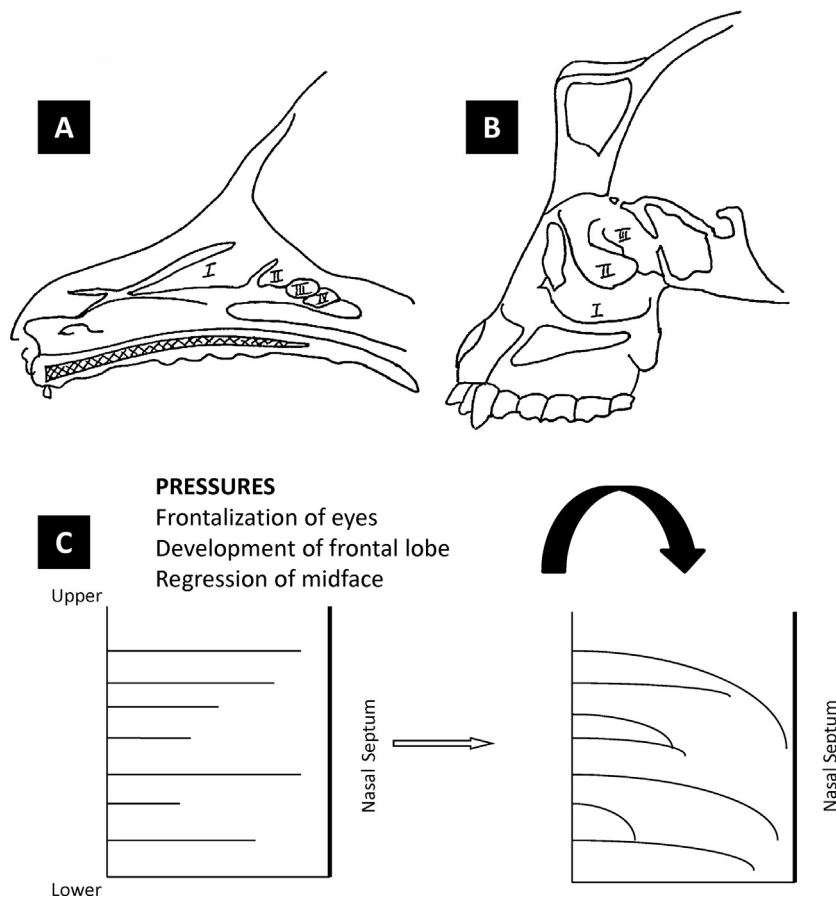 A
I
II
III
IV
B
III
II
I
C
PRESSURES
Frontalization of eyes
Development of frontal lobe
Regression of midface
Upper
Nasal Septum
Nasal Septum
Lower